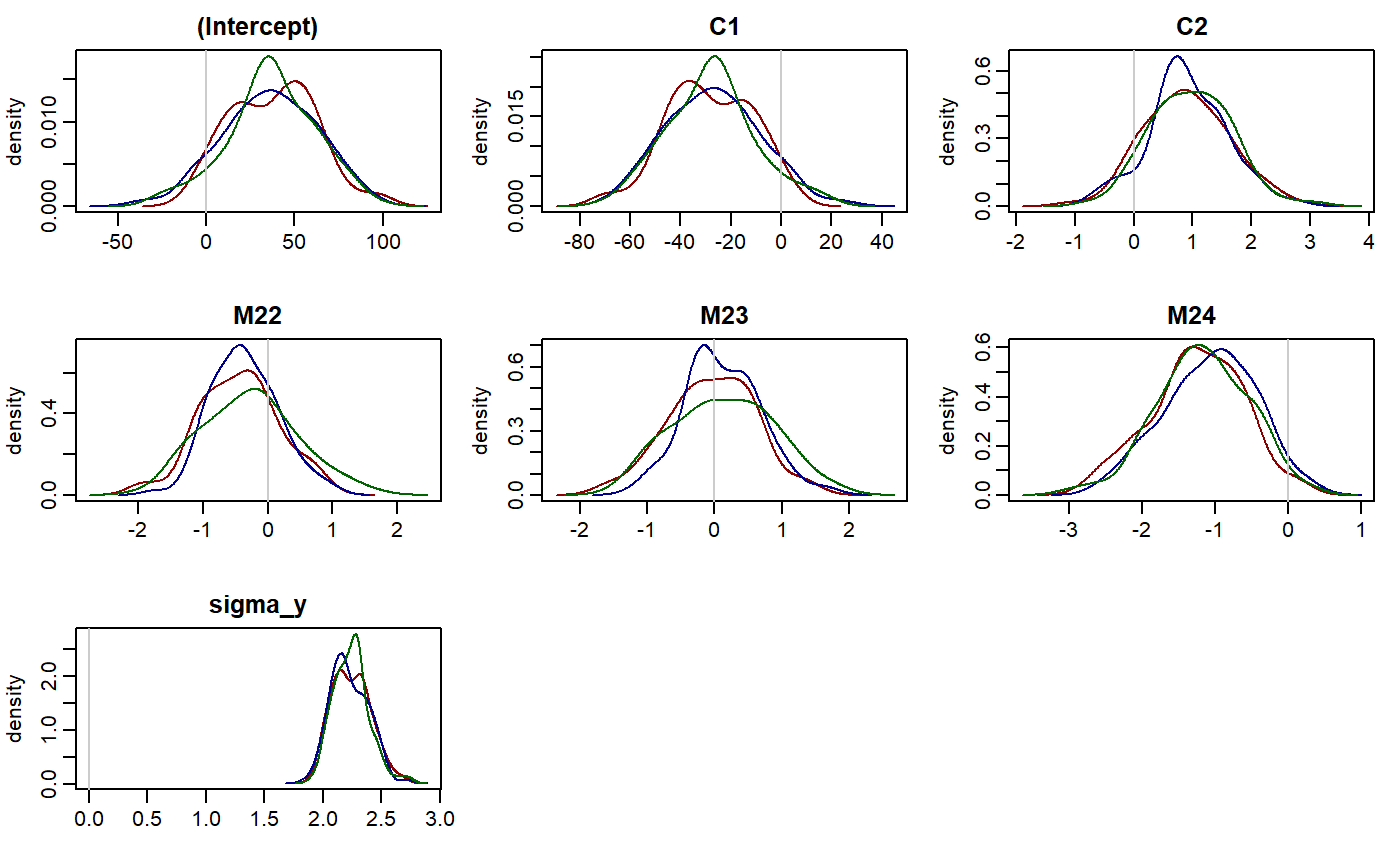 (Intercept)
density
0.000 0.010
-50 0 50 100
C1
density
0.000 0.015
-80 -60 -40 -20 0 20 40
C2
density
0.0 0.3 0.6
-2 -1 0 1 2 3 4
M22
density
0.0 0.4
-2 -1 0 1 2
M23
density
0.0 0.3 0.6
-2 -1 0 1 2
M24
density
0.0 0.2 0.4 0.6
-3 -2 -1 0 1
sigma_y
density
0.0 1.0 2.0
0.0 0.5 1.0 1.5 2.0 2.5 3.0